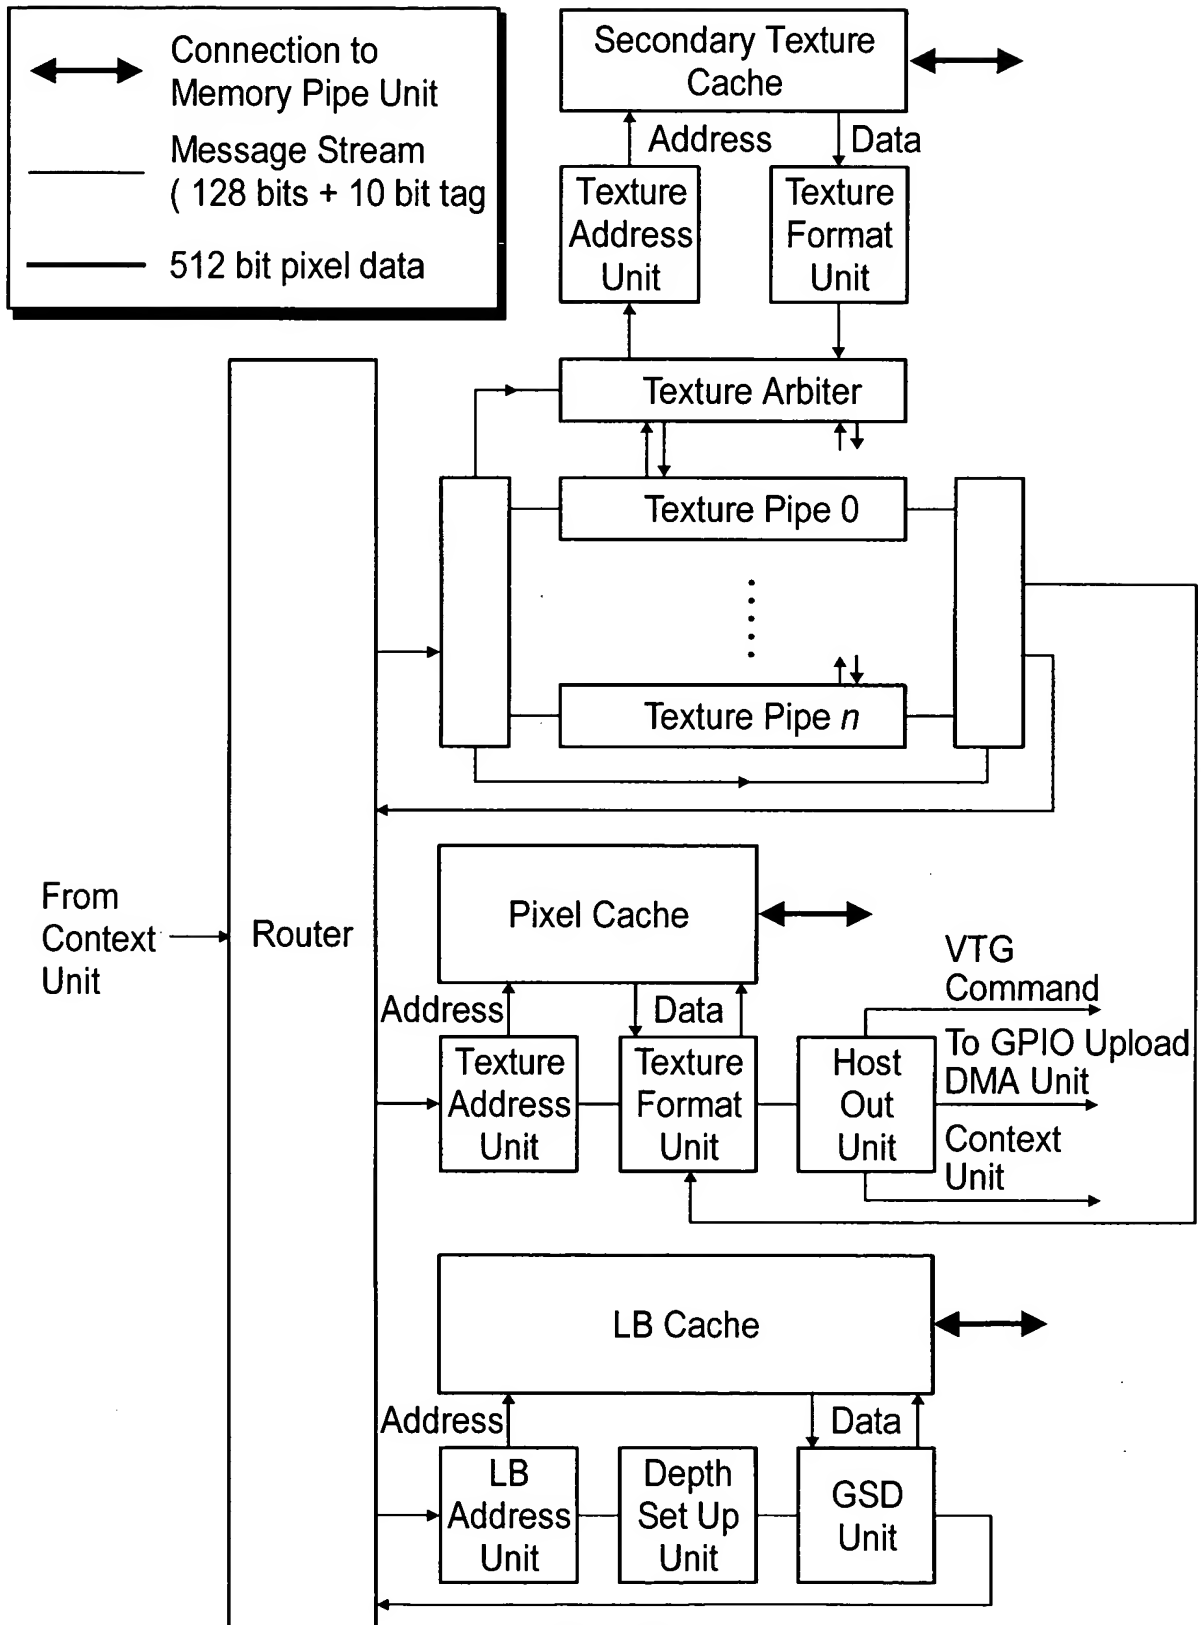 Connection to
Memory Pipe Unit
Message Stream
( 128 bits + 10 bit tag
512 bit pixel data
Secondary Texture
Cache
Address
Data
Texture
Address
Unit
Texture
Format
Unit
Texture Arbiter
Texture Pipe 0
Texture Pipe n
From
Context
Unit
Router
Pixel Cache
Address
Data
Texture
Address
Unit
Texture
Format
Unit
Host
Out
Unit
VTG
Command
To GPIO Upload
DMA Unit
Context
Unit
LB Cache
Address
Data
LB
Address
Unit
Depth
Set Up
Unit
GSD
Unit